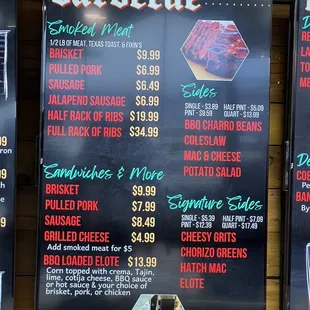 Barbecue
Smoked Meat
1/2 LB OF MEAT, TEXAS TOAST, & FIXIN'S
BRISKET $9.99
PULLED PORK $6.99
SAUSAGE $6.49
JALAPENO SAUSAGE $6.99
HALF RACK OF RIBS $19.99
FULL RACK OF RIBS $34.99
Sandwiches & More
BRISKET $9.99
PULLED PORK $7.99
SAUSAGE $8.49
GRILLED CHEESE $4.99
Add smoked meat for $5
BBQ LOADED ELOTE $13.99
Corn topped with crema, Tajin,
lime, cotija cheese, BBQ sauce
or hot sauce & your choice of
brisket, pork, or chicken
Sides
SINGLE - $3.89 HALF PINT - $5.09
PINT - $9.59 QUART - $13.99
BBQ CHARRO BEANS
COLESLAW
MAC & CHEESE
POTATO SALAD
Signature Sides
SINGLE - $5.39 HALF PINT - $7.09
PINT - $12.39 QUART - $17.49
CHEESY GRITS
CHORIZO GREENS
HATCH MAC
ELOTE